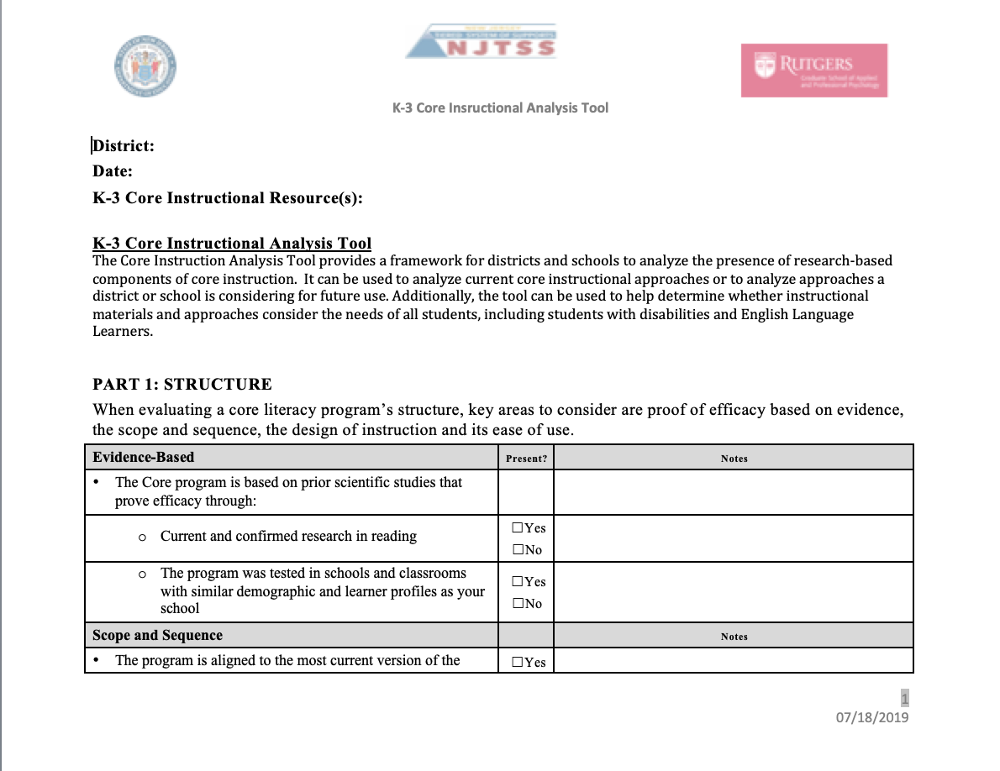 NEW JERSEY
TIERED SYSTEM OF SUPPORTS
NJTSS
RUTGERS
Graduate School of Applied
and Professional Psychology
K-3 Core Insructional Analysis Tool
District:
Date:
K-3 Core Instructional Resource(s):
K-3 Core Instructional Analysis Tool
The Core Instruction Analysis Tool provides a framework for districts and schools to analyze the presence of research-based
components of core instruction.  It can be used to analyze current core instructional approaches or to analyze approaches a
district or school is considering for future use. Additionally, the tool can be used to help determine whether instructional
materials and approaches consider the needs of all students, including students with disabilities and English Language
Learners.
PART 1: STRUCTURE
When evaluating a core literacy program’s structure, key areas to consider are proof of efficacy based on evidence,
the scope and sequence, the design of instruction and its ease of use.
Evidence-Based Present? Notes
• The Core program is based on prior scientific studies that
prove efficacy through:
o Current and confirmed research in reading
☐Yes
☐No
o The program was tested in schools and classrooms
with similar demographic and learner profiles as your
school
☐Yes
☐No
Scope and Sequence Notes
• The program is aligned to the most current version of the ☐Yes
1
07/18/2019